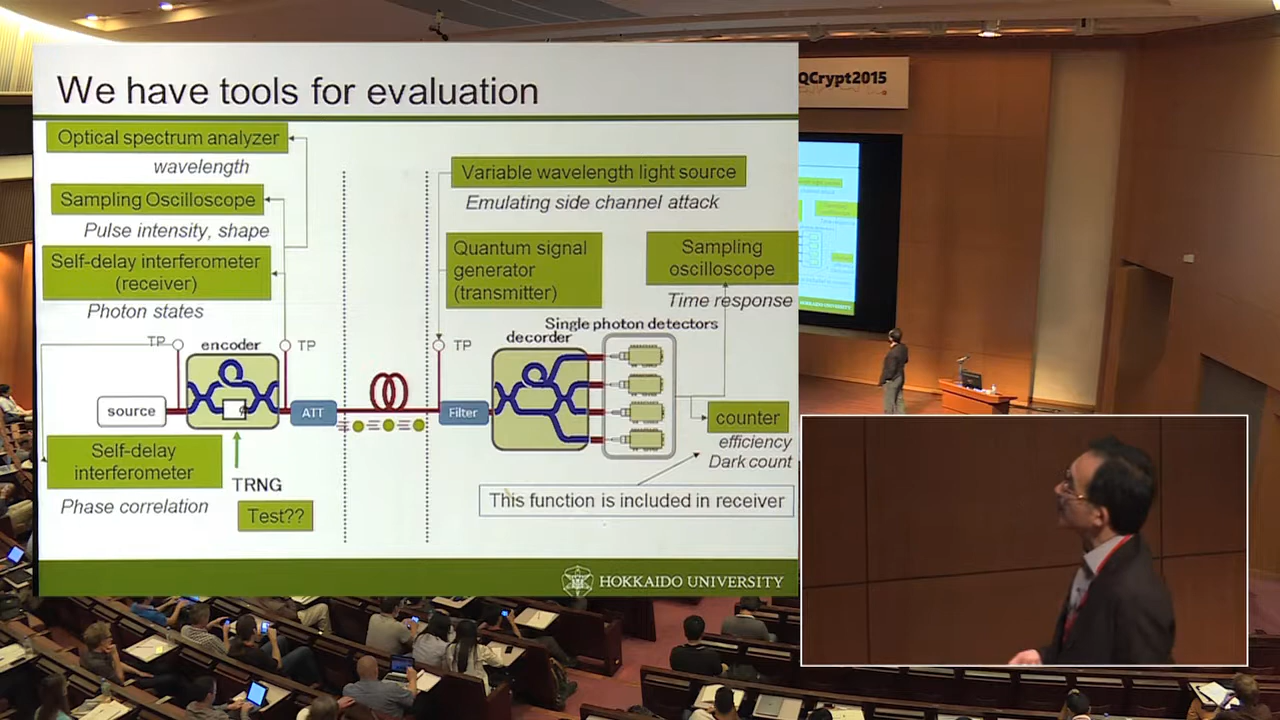 We have tools for evaluation
QCrypt2015
Optical spectrum analyzer
wavelength
Sampling Oscilloscope
Pulse intensity, shape
Self-delay interferometer
(receiver)
Photon states
Variable wavelength light source
Emulating side channel attack
Quantum signal
generator
(transmitter)
Sampling
oscilloscope
Time response
Single photon detectors
decorder
TP
encoder
TP
TP
source
ATT
Filter
counter
efficiency
Dark count
Self-delay
interferometer
Phase correlation
TRNG
Test??
This function is included in receiver
HOKKAIDO UNIVERSITY